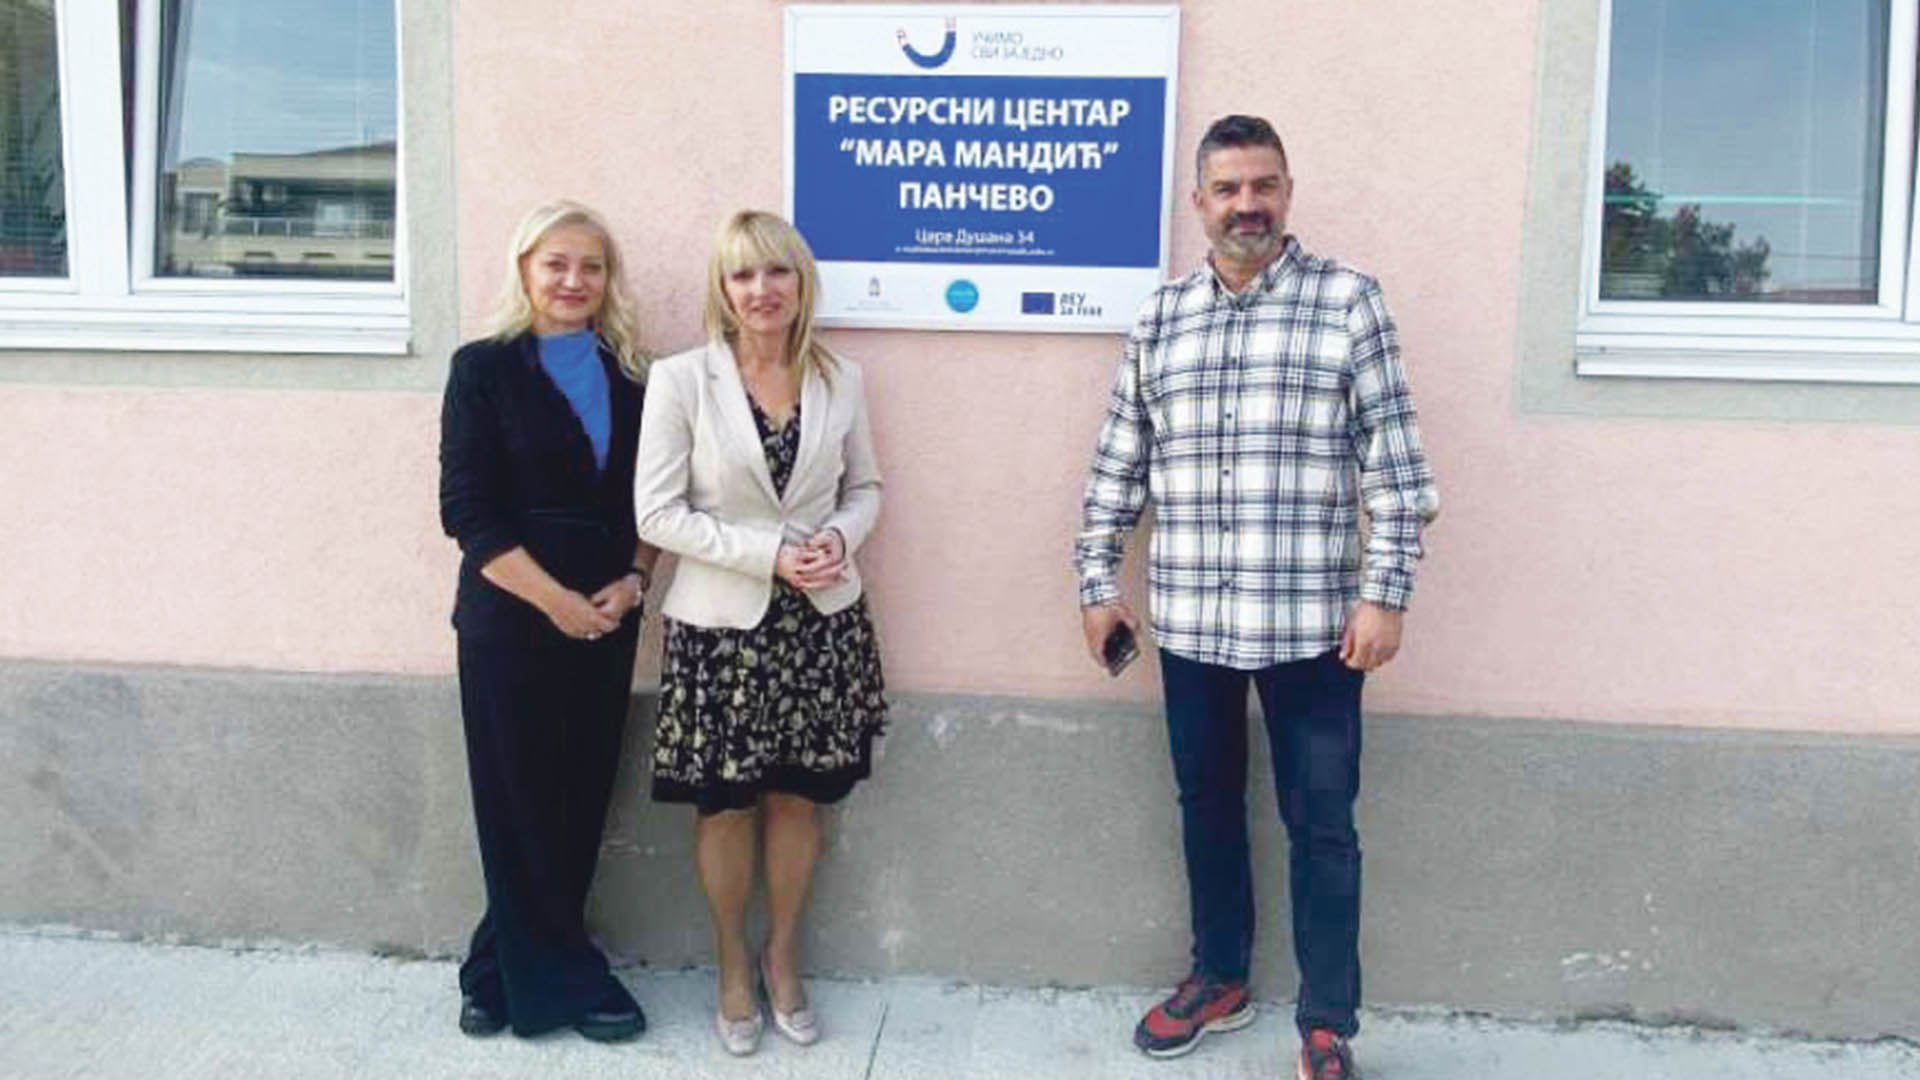 УЧИМО
СВИ ЗАЈЕДНО
РЕСУРСНИ ЦЕНТАР
“МАРА МАНДИЋ”
ПАНЧЕВО
Цара Душана 34
#ЕУ
ЗА ТЕБЕ